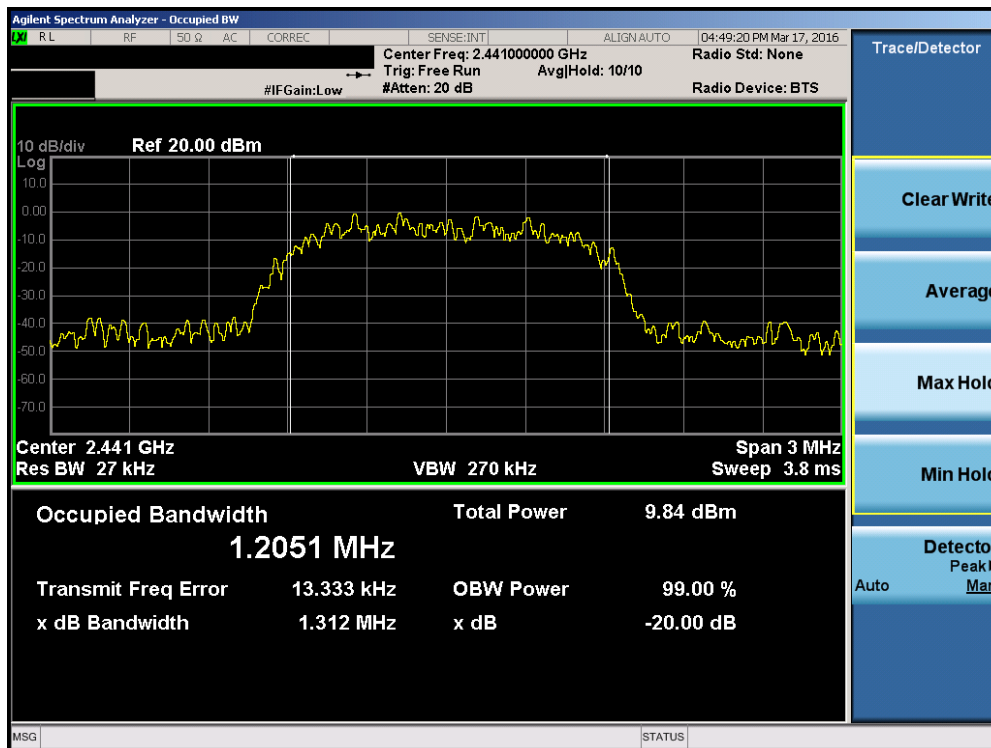 Agilent Spectrum Analyzer - Occupied BW
LXI RL RF 50 Ω AC CORREC SENSE:INT ALIGN AUTO 04:49:20 PM Mar 17, 2016
Center Freq: 2.441000000 GHz Radio Std: None
Trig: Free Run Avg|Hold: 10/10
#IFGain:Low #Atten: 20 dB Radio Device: BTS
10 dB/div Ref 20.00 dBm
Log
10.0
0.00
-10.0
-20.0
-30.0
-40.0
-50.0
-60.0
-70.0
Center 2.441 GHz Span 3 MHz
Res BW 27 kHz VBW 270 kHz Sweep 3.8 ms
Occupied Bandwidth Total Power 9.84 dBm
1.2051 MHz
Transmit Freq Error 13.333 kHz OBW Power 99.00 %
x dB Bandwidth 1.312 MHz x dB -20.00 dB
MSG STATUS
Trace/Detector
Clear Write
Average
Max Hold
Min Hold
Detecto
Peak
Auto Man